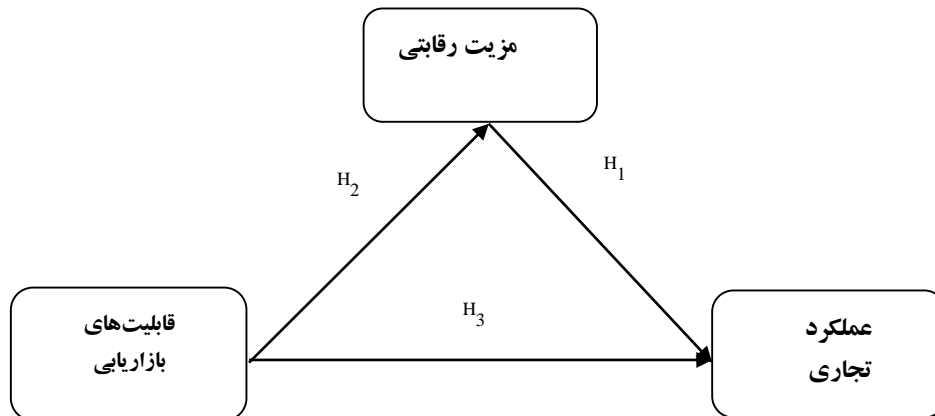 مزیت رقابتی
H1
H2
H3
قابلیت‌های
بازاریابی
عملکرد
تجاری